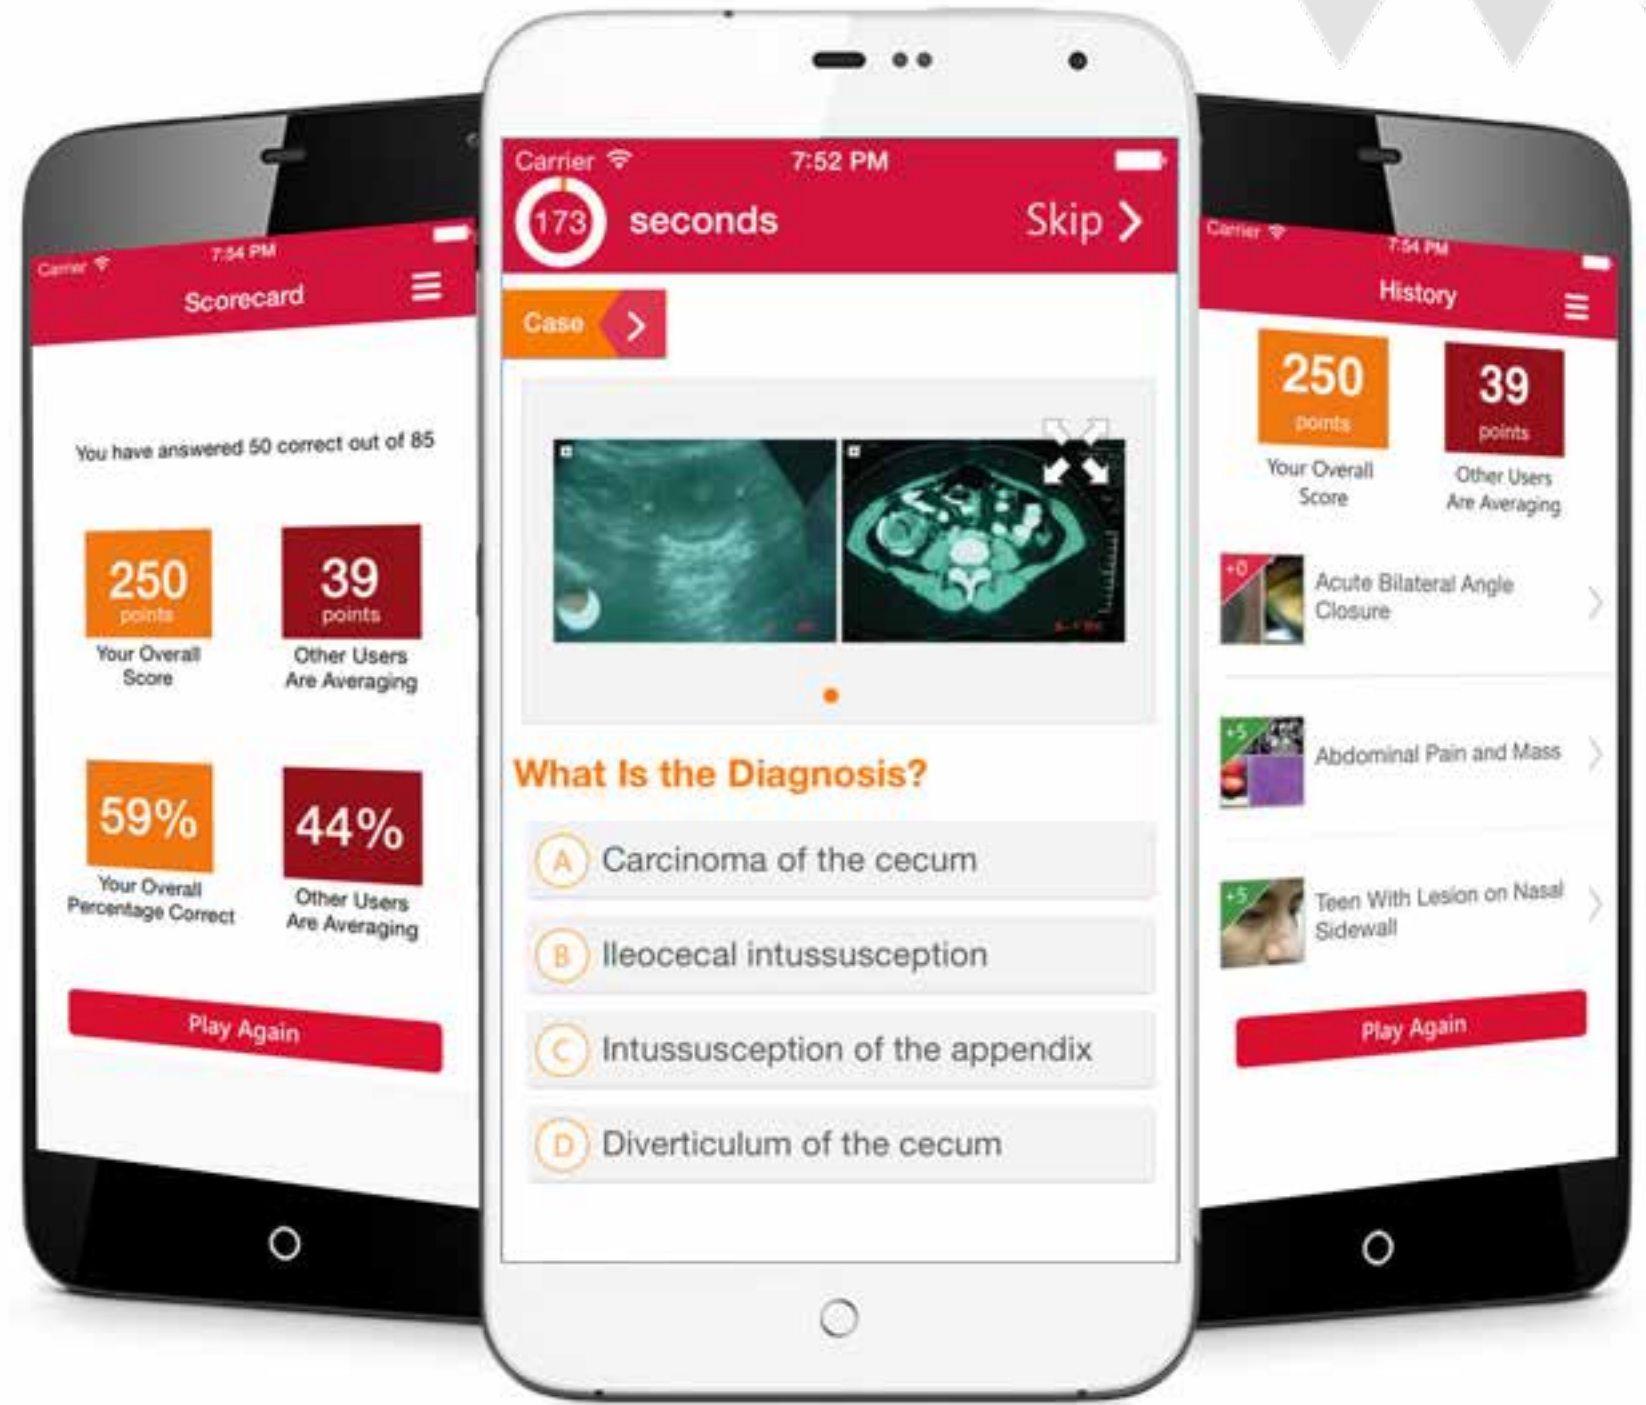 Carrier
7:54 PM
Scorecard
You have answered 50 correct out of 85
250
points
Your Overall
Score
39
points
Other Users
Are Averaging
59%
Your Overall
Percentage Correct
44%
Other Users
Are Averaging
Play Again
Carrier
7:52 PM
173
seconds
Skip
Case
What Is the Diagnosis?
A Carcinoma of the cecum
B Ileocecal intussusception
C Intussusception of the appendix
D Diverticulum of the cecum
Carrier
7:54 PM
History
250
points
Your Overall
Score
39
points
Other Users
Are Averaging
+0
Acute Bilateral Angle
Closure
+5
Abdominal Pain and Mass
+5
Teen With Lesion on Nasal
Sidewall
Play Again